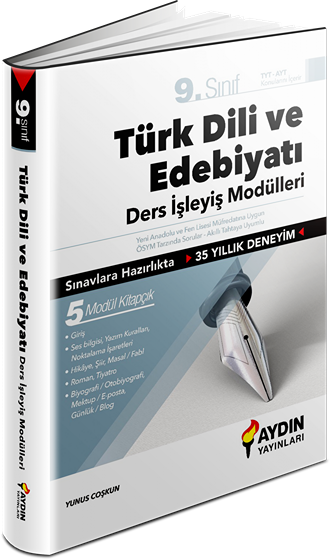 9. sınıf
Türk Dili ve Edebiyatı Ders İşleyiş Modülleri
9. Sınıf
TYT - AYT
Türk Dili ve
Edebiyatı
Ders İşleyiş Modülleri
Yeni Anadolu ve Fen Lisesi Müfredatına Uygun
ÖSYM Tarzında Sorular - Akıllı Tahtaya Uyumlu
Sınavlara Hazırlıkta 35 YILLIK DENEYİM
5 Modül Kitapçık
• Giriş
• Ses bilgisi, Yazım Kuralları,
Noktalama İşaretleri
• Hikâye, Şiir, Masal / Fabl
• Roman, Tiyatro
• Biyografi / Otobiyografi,
Mektup / E posta,
Günlük / Blog
YUNUS COŞKUN
AYDIN
YAYINLARI